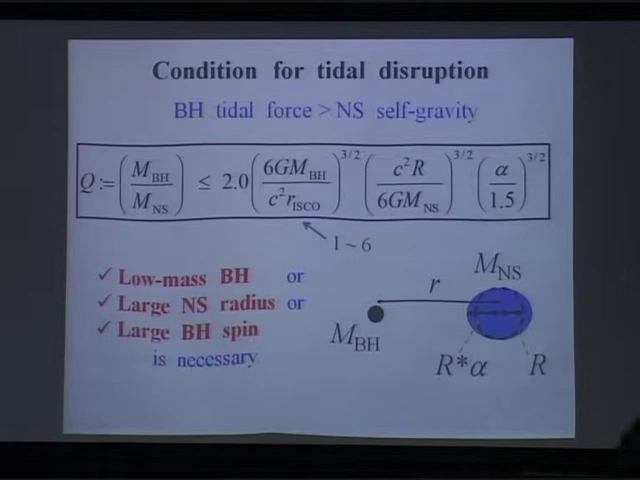 Condition for tidal disruption
BH tidal force > NS self-gravity
Q := (M_BH / M_NS) ≤ 2.0 (6GM_BH / c²r_ISCO)^3/2 (c²R / 6GM_NS)^3/2 (α / 1.5)^3/2
1 ~ 6
✓ Low-mass BH or
✓ Large NS radius or
✓ Large BH spin
is necessary
M_NS
r
M_BH
R*α R